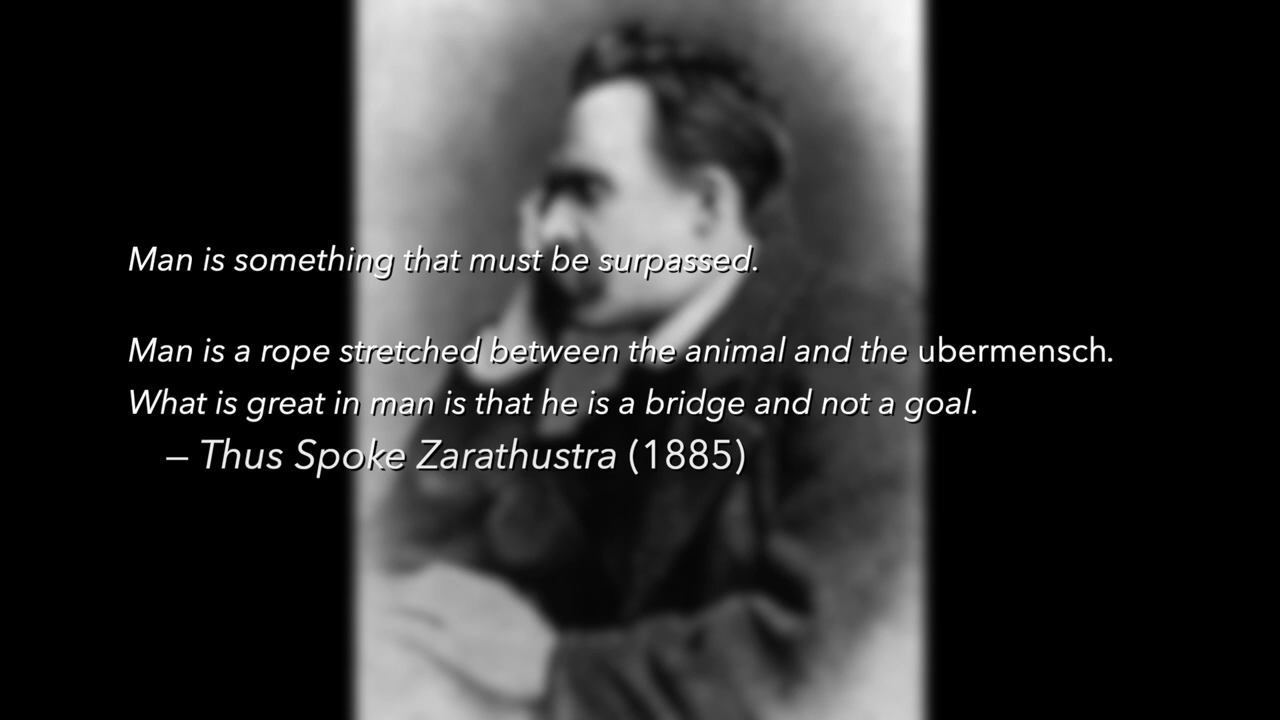 Man is something that must be surpassed.
Man is a rope stretched between the animal and the ubermensch.
What is great in man is that he is a bridge and not a goal.
– Thus Spoke Zarathustra (1885)